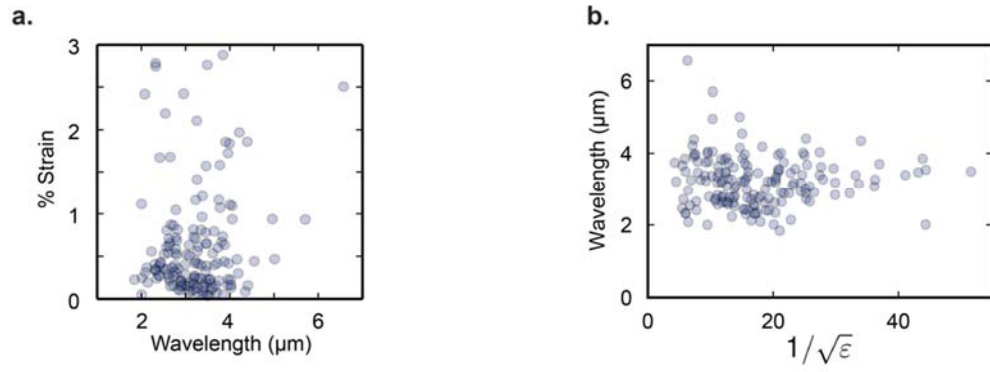 a.
3
2
1
0
% Strain
2 4 6
Wavelength (µm)
b.
6
4
2
0
Wavelength (µm)
0 20 40
1/√ε